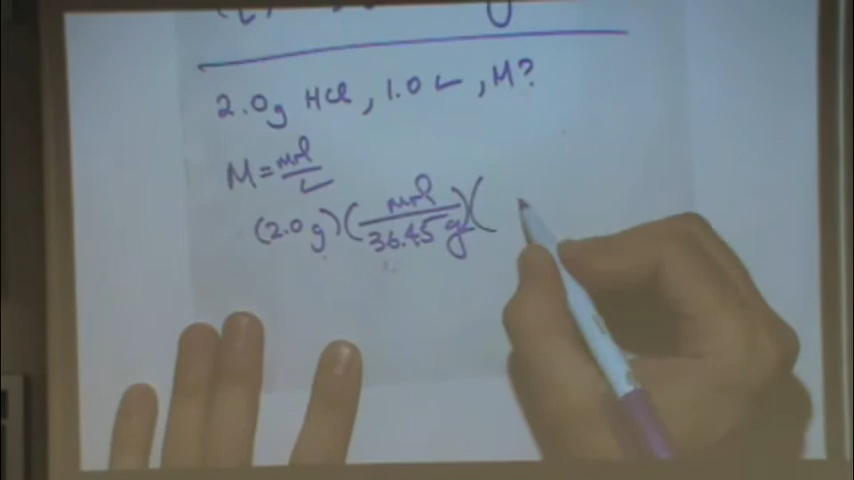 2.0g HCl, 1.0 L, M?
M = mol/L
(2.0 g)(mol/36.45 g)(